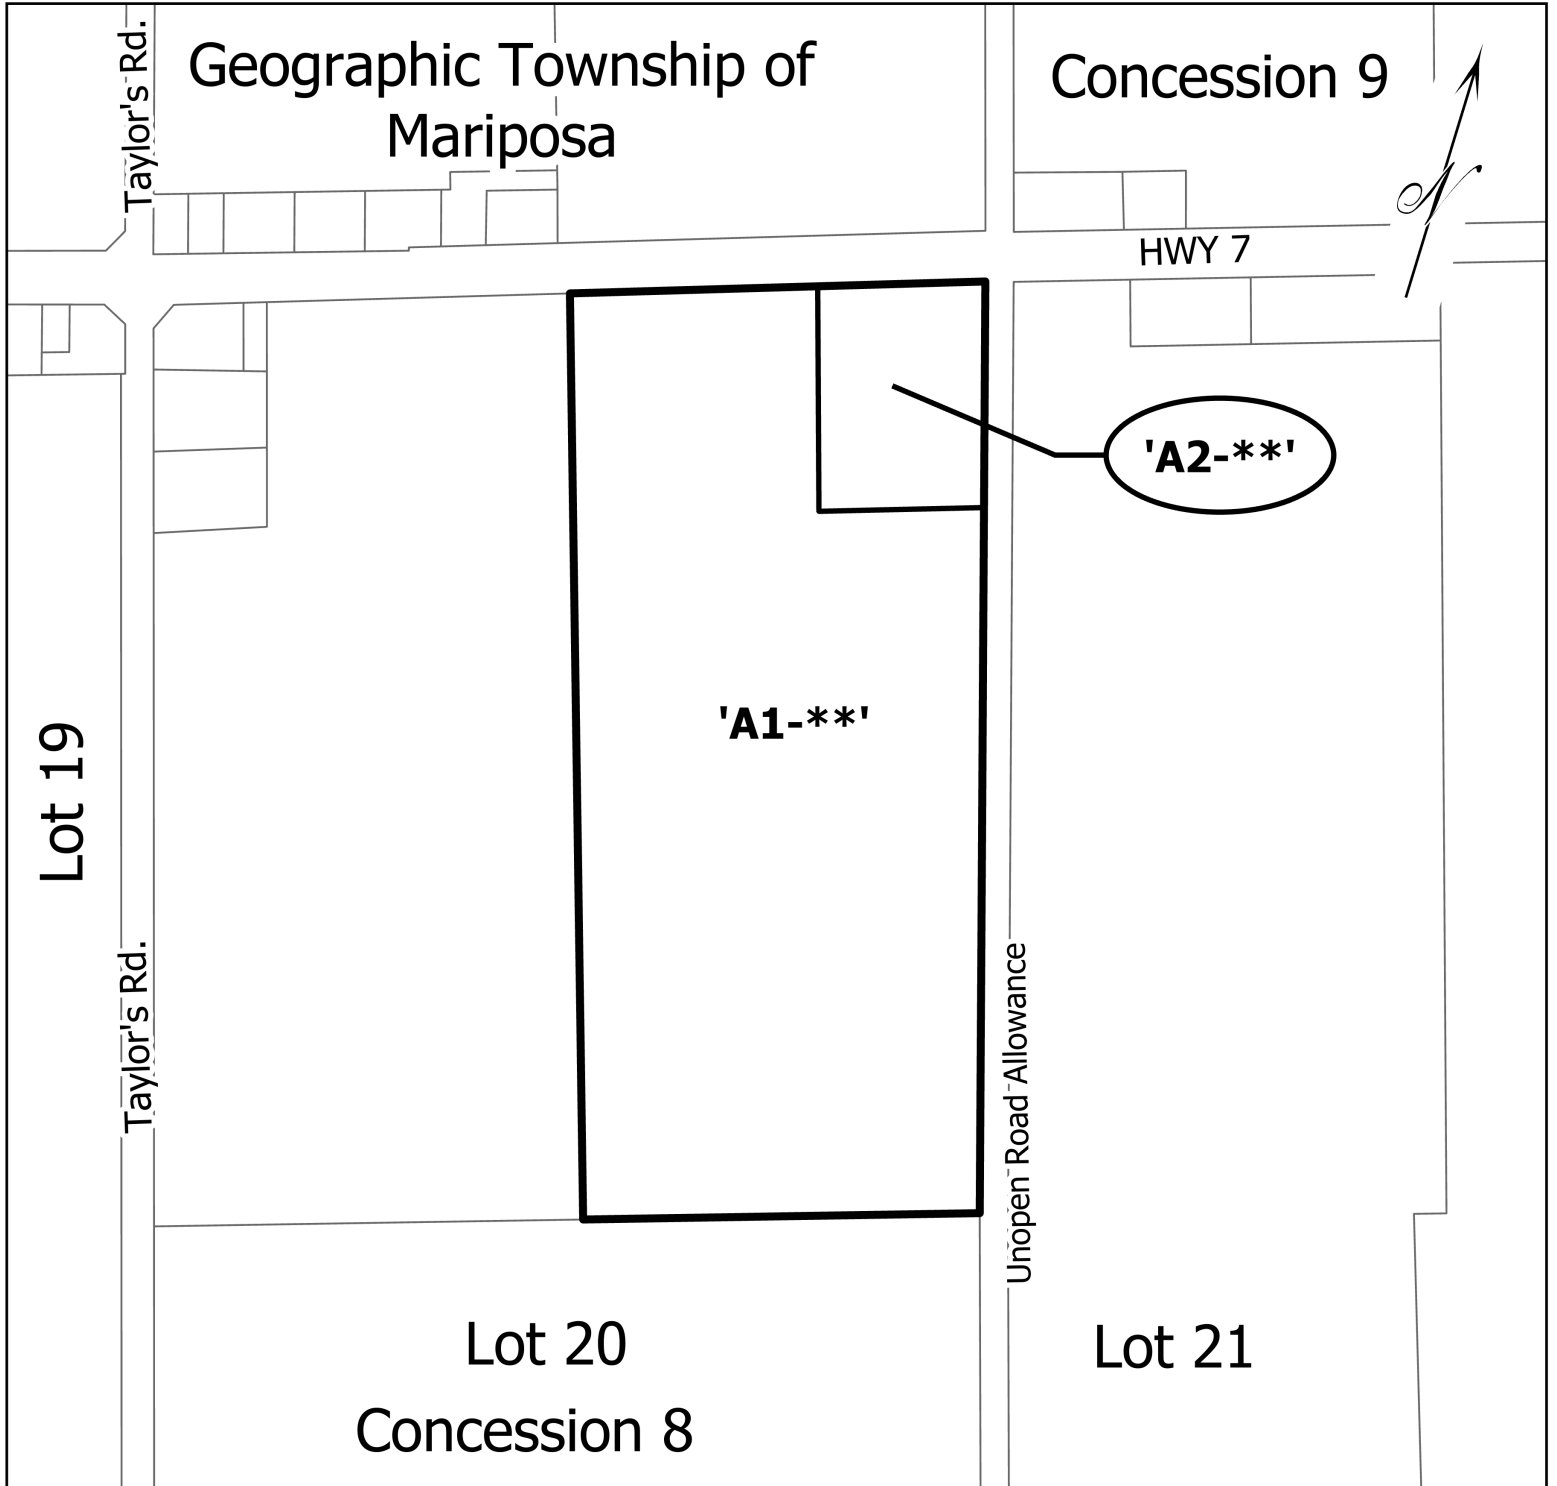 Taylor's Rd.
Geographic Township of
Mariposa
Concession 9
N
HWY 7
'A2-**'
'A1-**'
Lot 19
Taylor's Rd.
Unopen Road Allowance
Lot 20
Concession 8
Lot 21